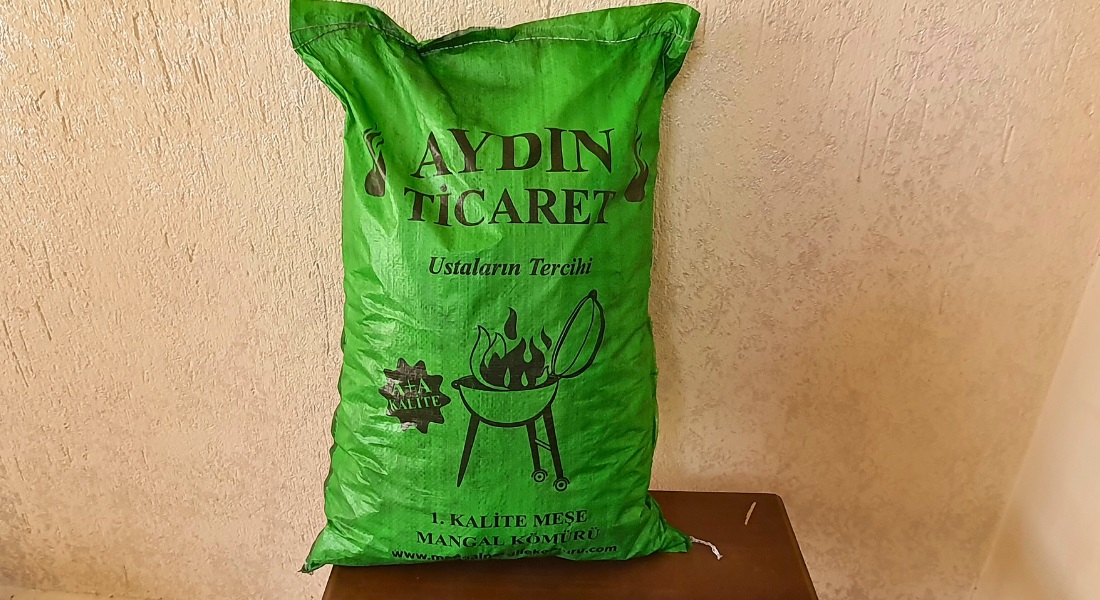 AYDIN
TİCARET
Ustaların Tercihi
A+A
KALİTE
1. KALİTE MEŞE
MANGAL KÖMÜRÜ